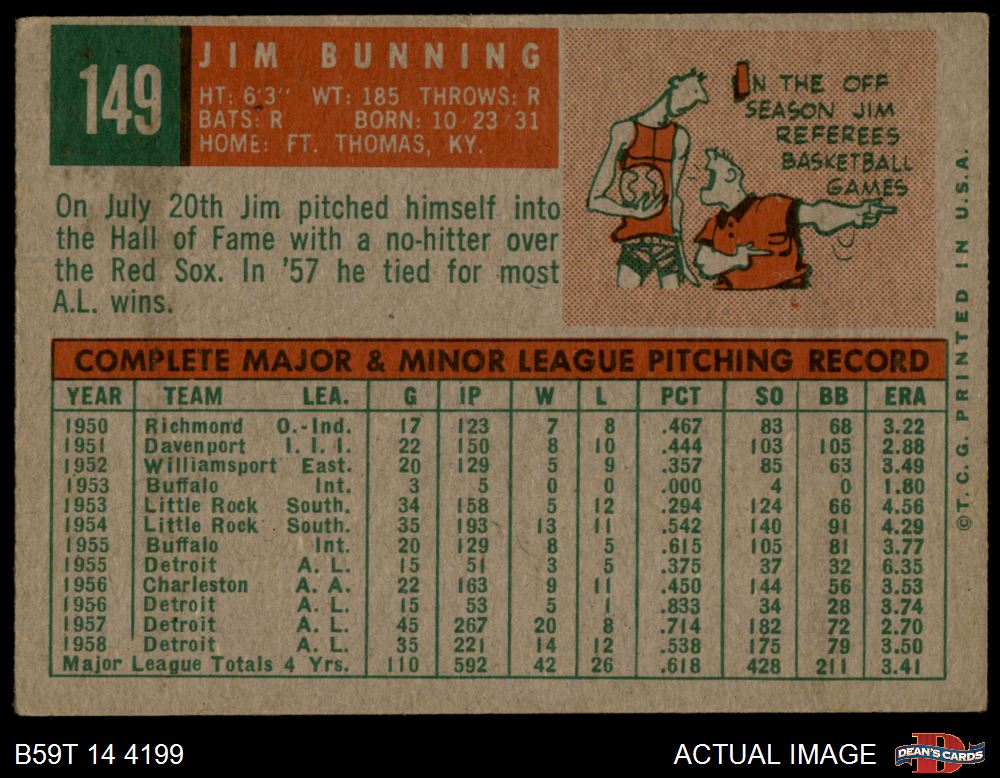 149
JIM BUNNING
HT: 6'3" WT: 185 THROWS: R
BATS: R BORN: 10 23 31
HOME: FT. THOMAS, KY.
IN THE OFF
SEASON JIM
REFEREES
BASKETBALL
GAMES
On July 20th Jim pitched himself into
the Hall of Fame with a no-hitter over
the Red Sox. In '57 he tied for most
A.L. wins.
COMPLETE MAJOR & MINOR LEAGUE PITCHING RECORD
YEAR TEAM LEA. G IP W L PCT SO BB ERA
1950 Richmond O.-Ind. 17 123 7 8 .467 83 68 3.22
1951 Davenport I. I. I. 22 150 8 10 .444 103 105 2.88
1952 Williamsport East. 20 129 5 9 .357 85 63 3.49
1953 Buffalo Int. 3 5 0 0 .000 4 0 1.80
1953 Little Rock South. 34 158 5 12 .294 124 66 4.56
1954 Little Rock South. 35 193 13 11 .542 140 91 4.29
1955 Buffalo Int. 20 129 8 5 .615 105 81 3.77
1955 Detroit A. L. 15 51 3 5 .375 37 32 6.35
1956 Charleston A. A. 22 163 9 11 .450 144 56 3.53
1956 Detroit A. L. 15 53 5 1 .833 34 28 3.74
1957 Detroit A. L. 45 267 20 8 .714 182 72 2.70
1958 Detroit A. L. 35 221 14 12 .538 175 79 3.50
Major League Totals 4 Yrs. 110 592 42 26 .618 428 211 3.41
©T.C.G. PRINTED IN U.S.A.
B59T 14 4199
ACTUAL IMAGE
DEAN'S CARDS